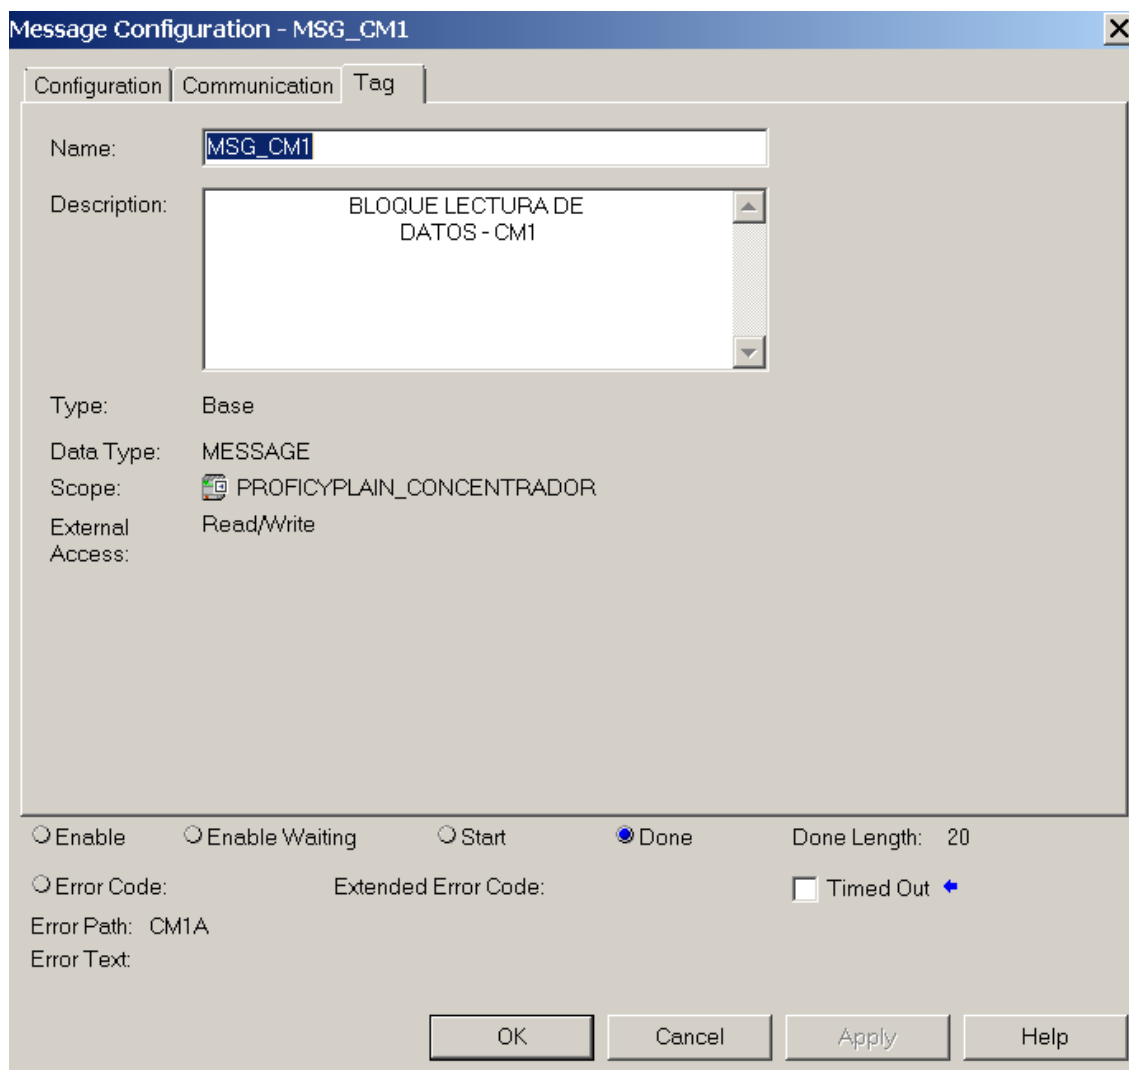 Message Configuration - MSG_CM1
Configuration Communication Tag
Name: MSG_CM1
Description: BLOQUE LECTURA DE
DATOS - CM1
Type: Base
Data Type: MESSAGE
Scope: PROFICYPLAIN_CONCENTRADOR
External Read/Write
Access:
Enable Enable Waiting Start Done Done Length: 20
Error Code: Extended Error Code: Timed Out
Error Path: CM1A
Error Text:
OK Cancel Apply Help